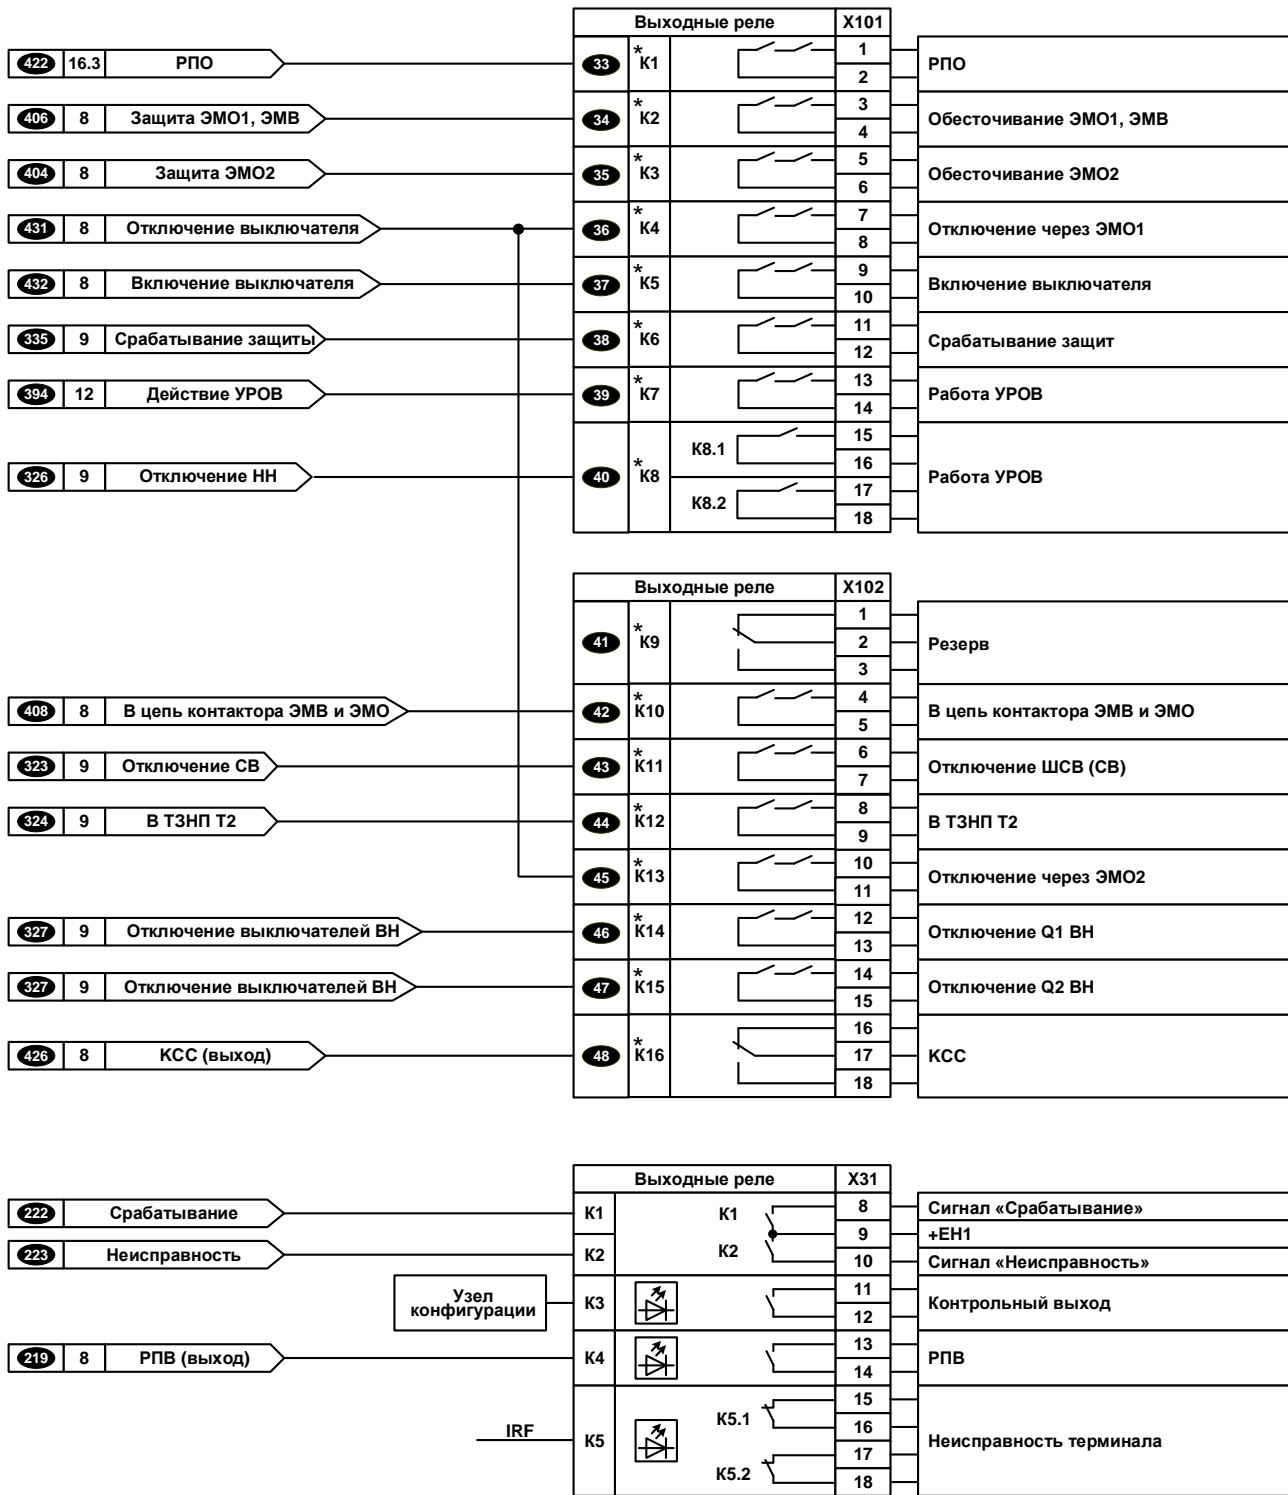 Выходные реле X101
422 16.3 РПО 33 * K1 1 РПО
2
406 8 Защита ЭМО1, ЭМВ 34 * K2 3 Обесточивание ЭМО1, ЭМВ
4
404 8 Защита ЭМО2 35 * K3 5 Обесточивание ЭМО2
6
431 8 Отключение выключателя 36 * K4 7 Отключение через ЭМО1
8
432 8 Включение выключателя 37 * K5 9 Включение выключателя
10
335 9 Срабатывание защиты 38 * K6 11 Срабатывание защит
12
394 12 Действие УРОВ 39 * K7 13 Работа УРОВ
14
326 9 Отключение НН 40 * K8 K8.1 15 Работа УРОВ
16
K8.2 17
18
Выходные реле X102
1
41 * K9 2 Резерв
3
408 8 В цепь контактора ЭМВ и ЭМО 42 * K10 4 В цепь контактора ЭМВ и ЭМО
5
323 9 Отключение СВ 43 * K11 6 Отключение ШСВ (СВ)
7
324 9 В ТЗНП Т2 44 * K12 8 В ТЗНП Т2
9
45 * K13 10 Отключение через ЭМО2
11
327 9 Отключение выключателей ВН 46 * K14 12 Отключение Q1 ВН
13
327 9 Отключение выключателей ВН 47 * K15 14 Отключение Q2 ВН
15
16
426 8 КСС (выход) 48 * K16 17 КСС
18
Выходные реле X31
222 Срабатывание K1 K1 8 Сигнал «Срабатывание»
9 +EH1
223 Неисправность K2 K2 10 Сигнал «Неисправность»
Узел
конфигурации K3 11 Контрольный выход
12
219 8 РПВ (выход) K4 13 РПВ
14
IRF K5 K5.1 15 Неисправность терминала
16
K5.2 17
18